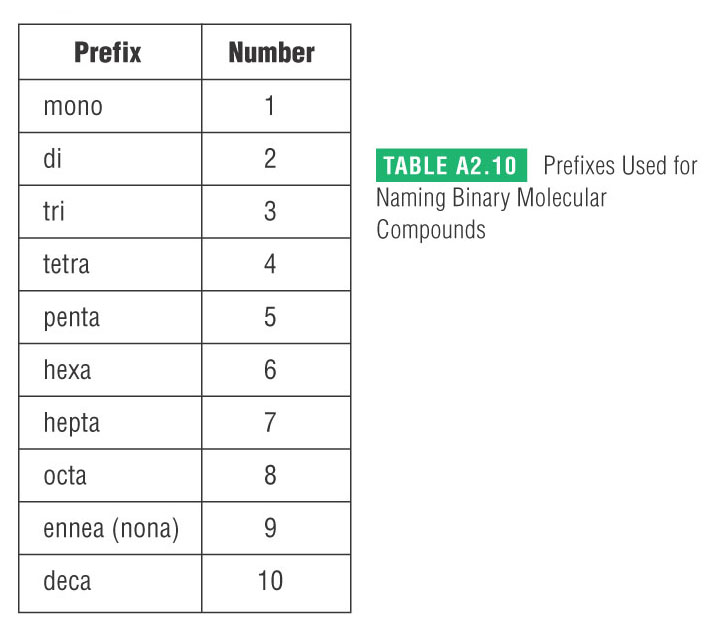 Prefix Number
mono 1
di 2
tri 3
tetra 4
penta 5
hexa 6
hepta 7
octa 8
ennea (nona) 9
deca 10
TABLE A2.10 Prefixes Used for
Naming Binary Molecular
Compounds